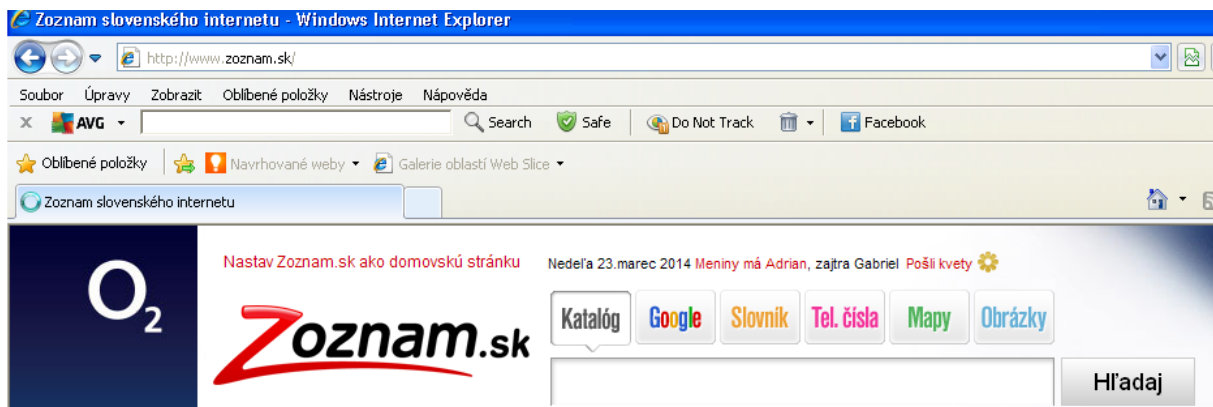 Zoznam slovenského internetu - Windows Internet Explorer
http://www.zoznam.sk/
Soubor Úpravy Zobrazit Oblíbené položky Nástroje Nápověda
x AVG Search Safe Do Not Track Facebook
Oblíbené položky Navrhované weby Galerie oblastí Web Slice
Zoznam slovenského internetu
Nastav Zoznam.sk ako domovskú stránku Nedeľa 23.marec 2014 Meniny má Adrian, zajtra Gabriel Pošli kvety
O2
Zoznam.sk
Katalóg Google Slovník Tel. čísla Mapy Obrázky
Hľadaj